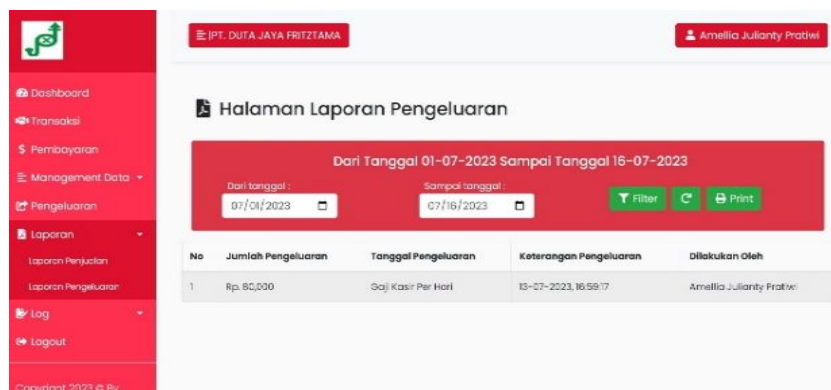 PT. DUTA JAYA FRITZTAMA
Amellia Julianty Pratiwi
Dashboard
Transaksi
Pembayaran
Management Data
Pengeluaran
Laporan
Laporan Penjualan
Laporan Pengeluaran
Log
Logout
Copyright 2023 © By
Halaman Laporan Pengeluaran
Dari Tanggal 01-07-2023 Sampai Tanggal 16-07-2023
Dari tanggal :
Sampai tanggal :
07/01/2023
07/16/2023
Filter
Print
No Jumlah Pengeluaran Tanggal Pengeluaran Keterangan Pengeluaran Dilakukan Oleh
1 Rp. 80,000 Gaji Kasir Per Hari 13-07-2023, 16:59:17 Amellia Julianty Pratiwi